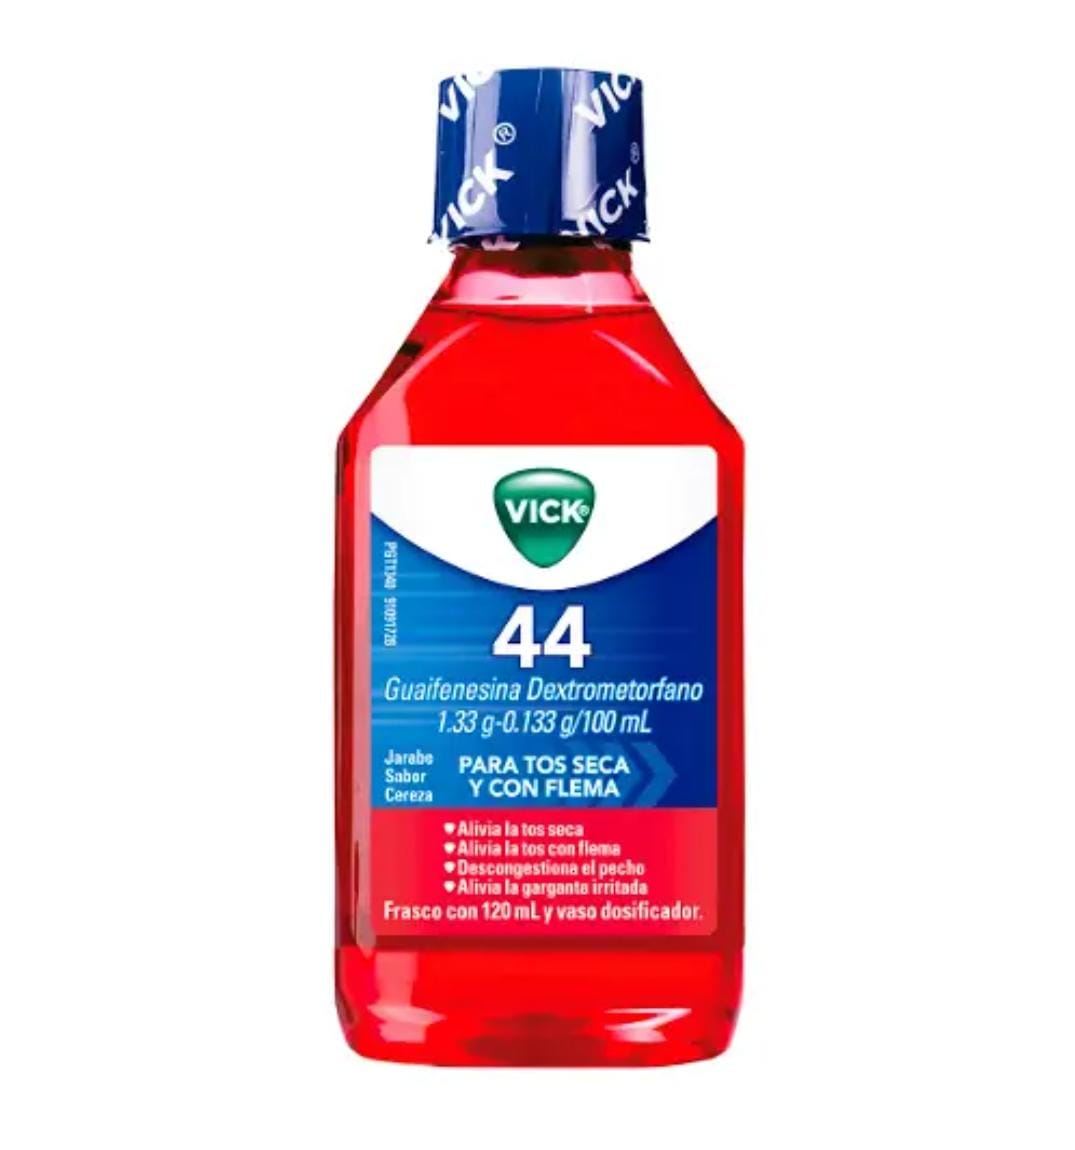 VICK®
VICK
VICK
VICK
VICK®
44
Guaifenesina Dextrometorfano
1.33 g-0.133 g/100 mL
Jarabe
Sabor
Cereza
PARA TOS SECA
Y CON FLEMA
Alivia la tos seca
Alivia la tos con flema
Descongestiona el pecho
Alivia la garganta irritada
Frasco con 120 mL y vaso dosificador.